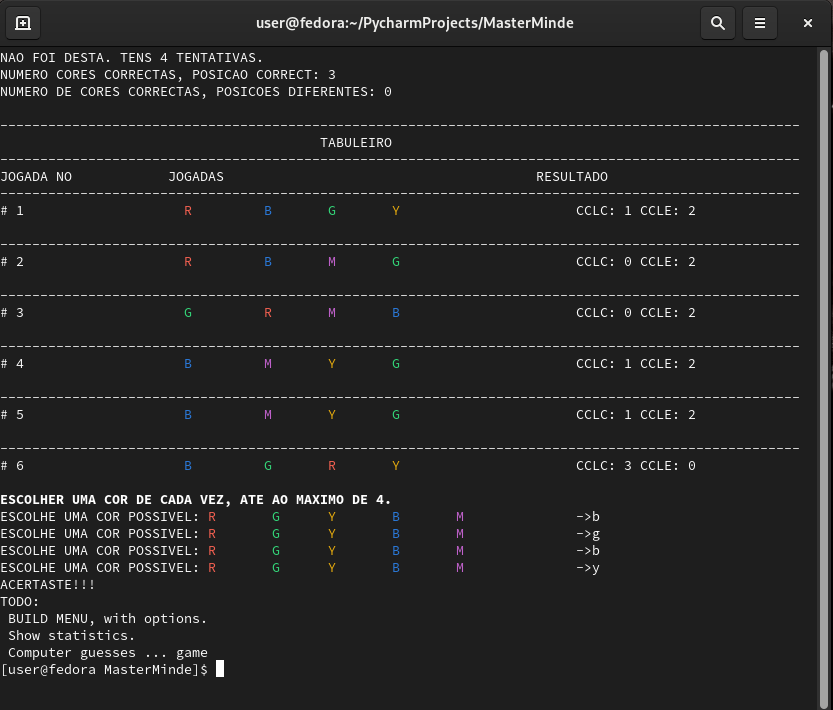 user@fedora:~/PycharmProjects/MasterMinde
NAO FOI DESTA. TENS 4 TENTATIVAS.
NUMERO CORES CORRECTAS, POSICAO CORRECT: 3
NUMERO DE CORES CORRECTAS, POSICOES DIFERENTES: 0
----------------------------------------------------------------------------------------------------
TABULEIRO
----------------------------------------------------------------------------------------------------
JOGADA NO JOGADAS RESULTADO
----------------------------------------------------------------------------------------------------
# 1 R B G Y CCLC: 1 CCLE: 2
----------------------------------------------------------------------------------------------------
# 2 R B M G CCLC: 0 CCLE: 2
----------------------------------------------------------------------------------------------------
# 3 G R M B CCLC: 0 CCLE: 2
----------------------------------------------------------------------------------------------------
# 4 B M Y G CCLC: 1 CCLE: 2
----------------------------------------------------------------------------------------------------
# 5 B M Y G CCLC: 1 CCLE: 2
----------------------------------------------------------------------------------------------------
# 6 B G R Y CCLC: 3 CCLE: 0
ESCOLHER UMA COR DE CADA VEZ, ATE AO MAXIMO DE 4.
ESCOLHE UMA COR POSSIVEL: R G Y B M ->b
ESCOLHE UMA COR POSSIVEL: R G Y B M ->g
ESCOLHE UMA COR POSSIVEL: R G Y B M ->b
ESCOLHE UMA COR POSSIVEL: R G Y B M ->y
ACERTASTE!!!
TODO:
BUILD MENU, with options.
Show statistics.
Computer guesses ... game
[user@fedora MasterMinde]$